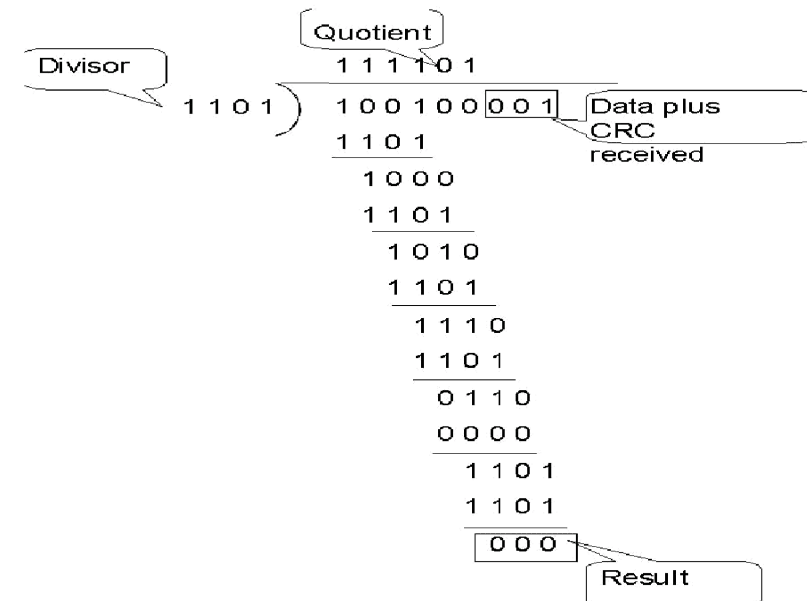 Quotient
Divisor
1 1 1 1 0 1
1 1 0 1 1 0 0 1 0 0 0 0 1 Data plus
CRC
received
1 1 0 1
1 0 0 0
1 1 0 1
1 0 1 0
1 1 0 1
1 1 1 0
1 1 0 1
0 1 1 0
0 0 0 0
1 1 0 1
1 1 0 1
0 0 0
Result